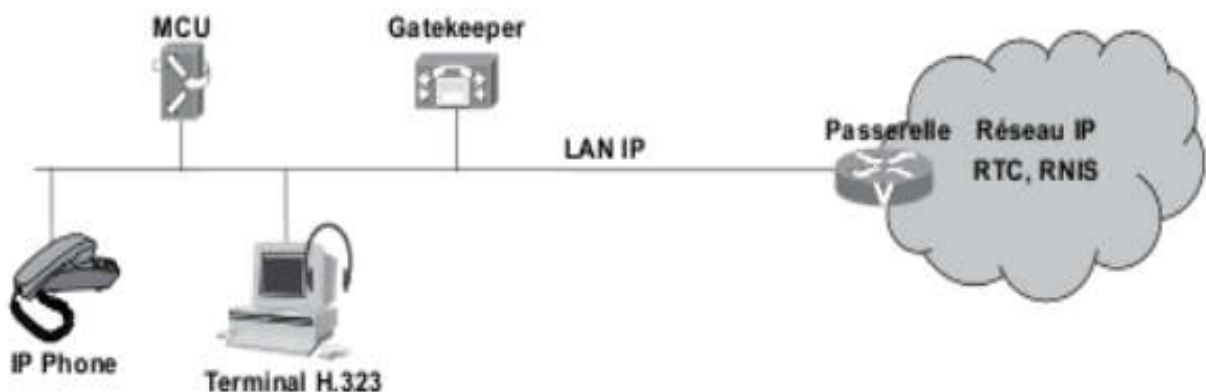 MCU
Gatekeeper
LAN IP
Passerelle
Réseau IP
RTC, RNIS
V
IP Phone
Terminal H.323